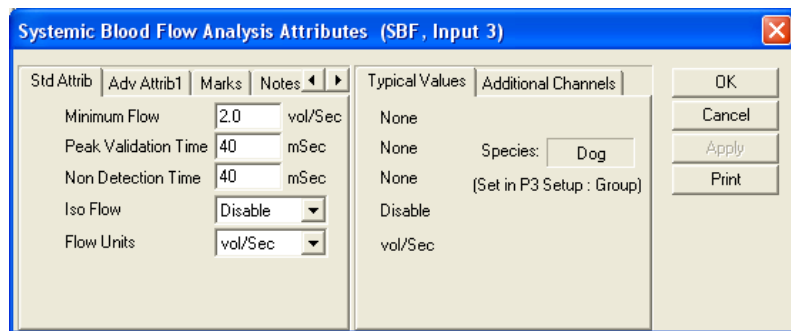 Systemic Blood Flow Analysis Attributes (SBF, Input 3)
Std Attrib Adv Attrib1 Marks Notes
Minimum Flow 2.0 vol/Sec
Peak Validation Time 40 mSec
Non Detection Time 40 mSec
Iso Flow Disable
Flow Units vol/Sec
Typical Values Additional Channels
None
None Species: Dog
None (Set in P3 Setup : Group)
Disable
vol/Sec
OK
Cancel
Apply
Print